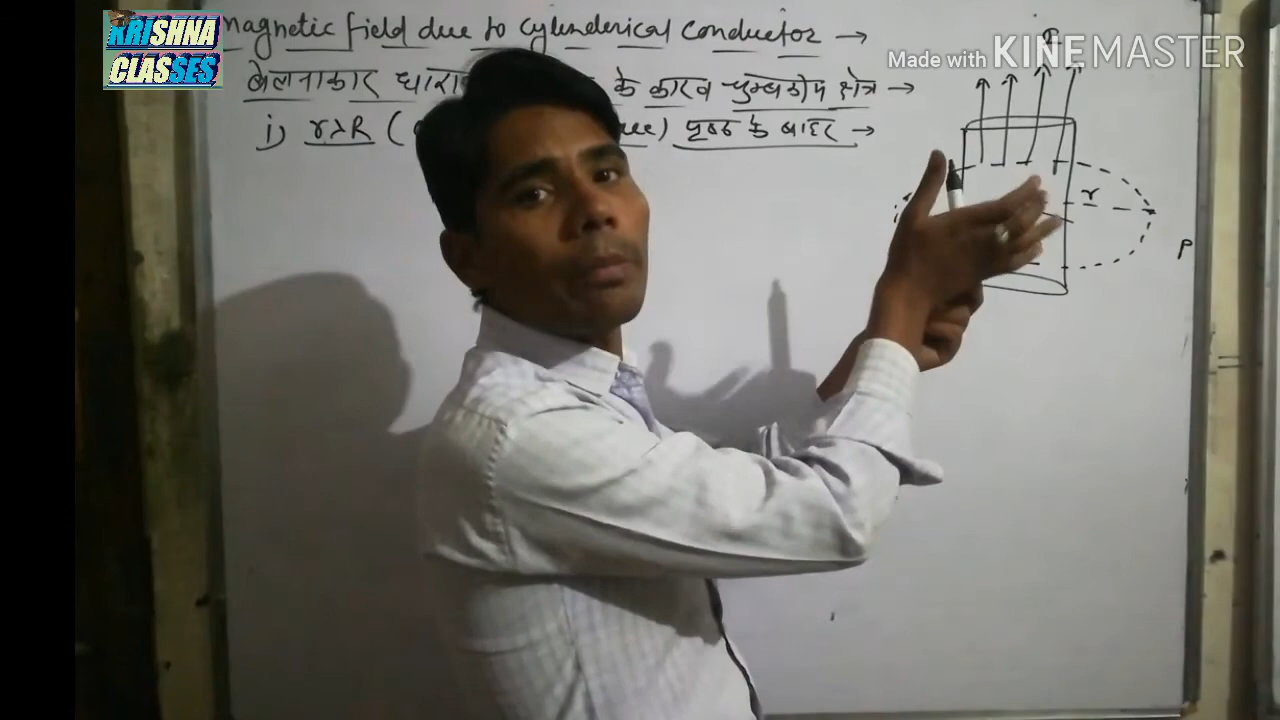 KRISHNA
CLASSES
magnetic field due to cylenderical conductor →
Made with KINEMASTER
बेलनाकार धारा के कारण चुम्बकीय क्षेत्र →
i) r>R ( ) पृष्ठ के बाहर →
r
P